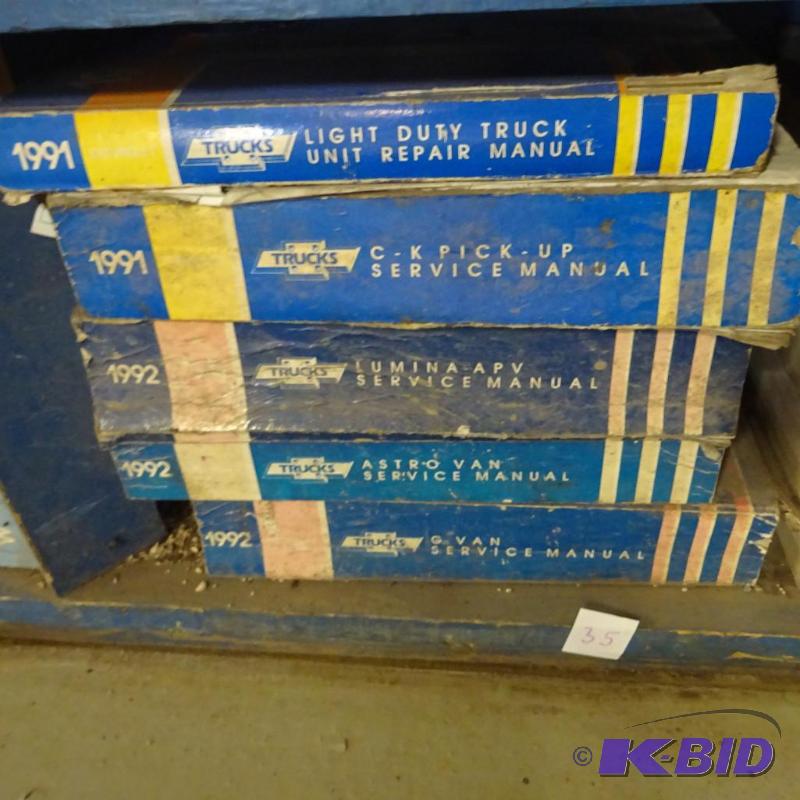 1991
TRUCKS
LIGHT DUTY TRUCK
UNIT REPAIR MANUAL
1991
TRUCKS
C-K PICK-UP
SERVICE MANUAL
1992
TRUCKS
LUMINA APV
SERVICE MANUAL
1992
TRUCKS
ASTRO VAN
SERVICE MANUAL
1992
TRUCKS
G VAN
SERVICE MANUAL
35
© K-BID